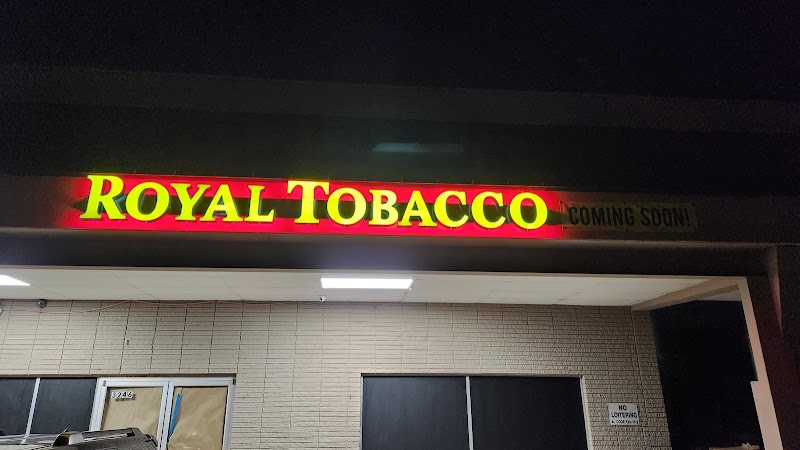 ROYAL TOBACCO
COMING SOON!
NO
LOITERING